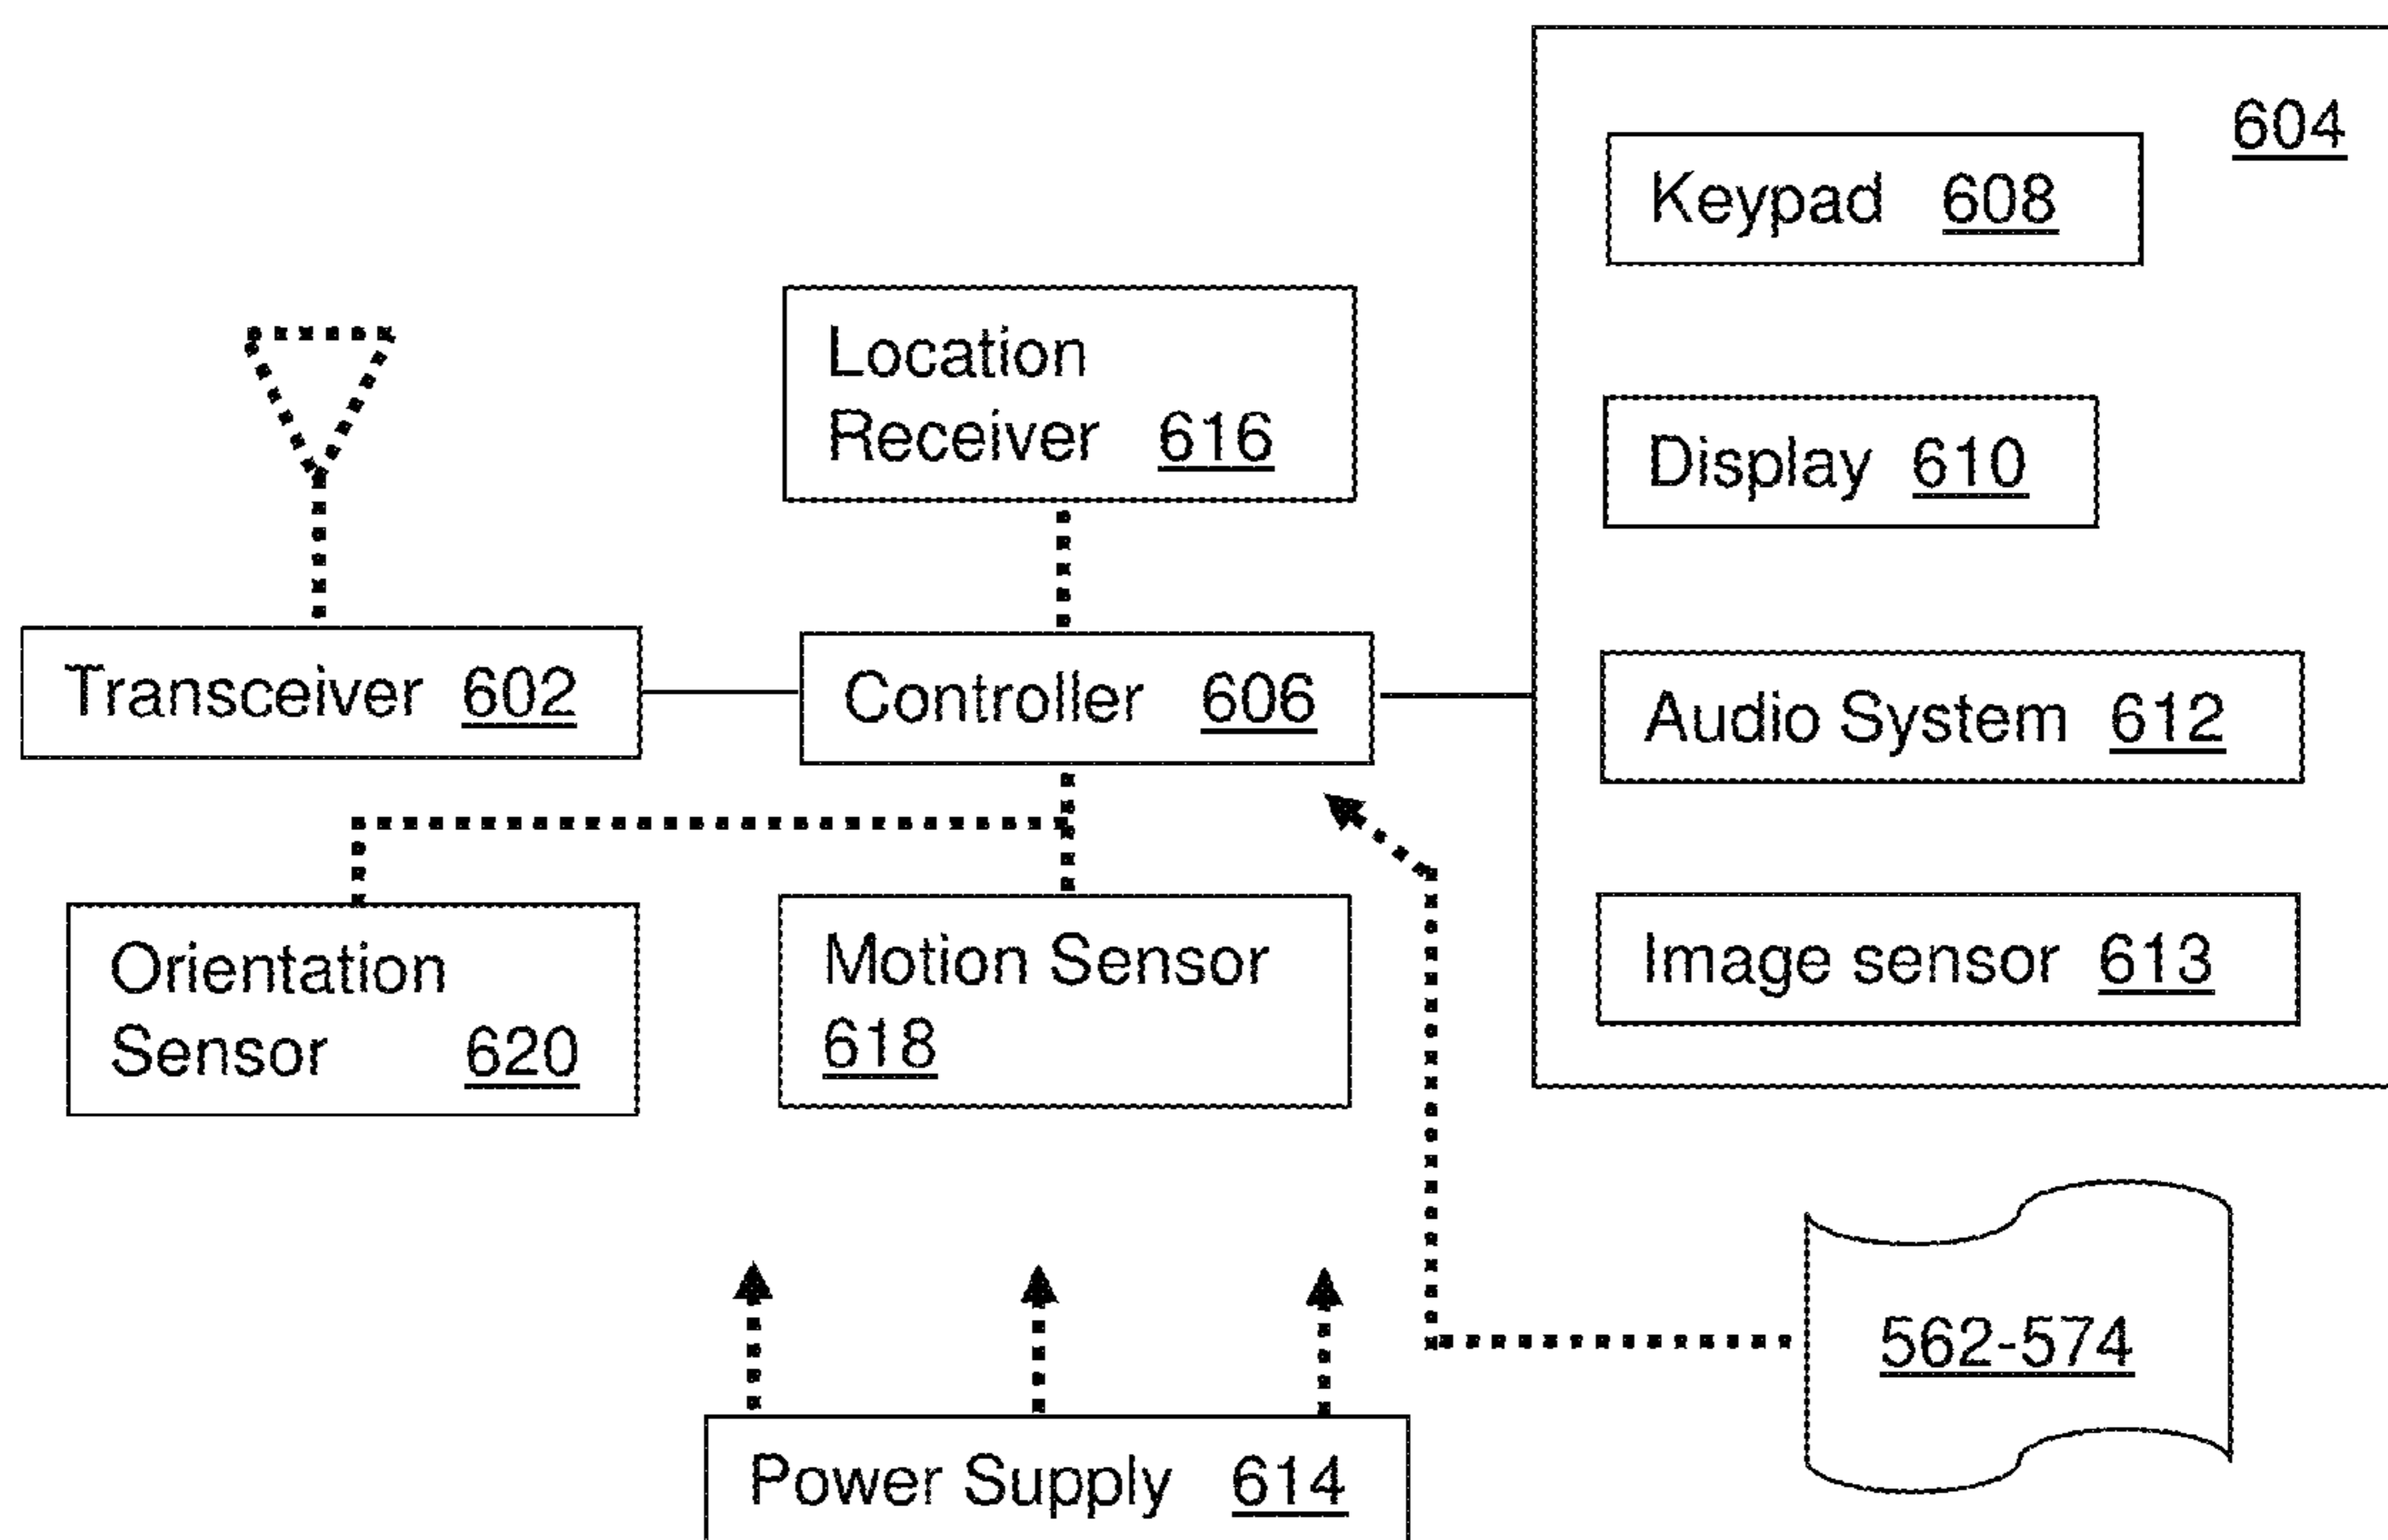 604
Keypad 608
Location
Receiver 616
Display 610
Transceiver 602
Controller 606
Audio System 612
Orientation
Sensor 620
Motion Sensor
618
Image sensor 613
562-574
Power Supply 614